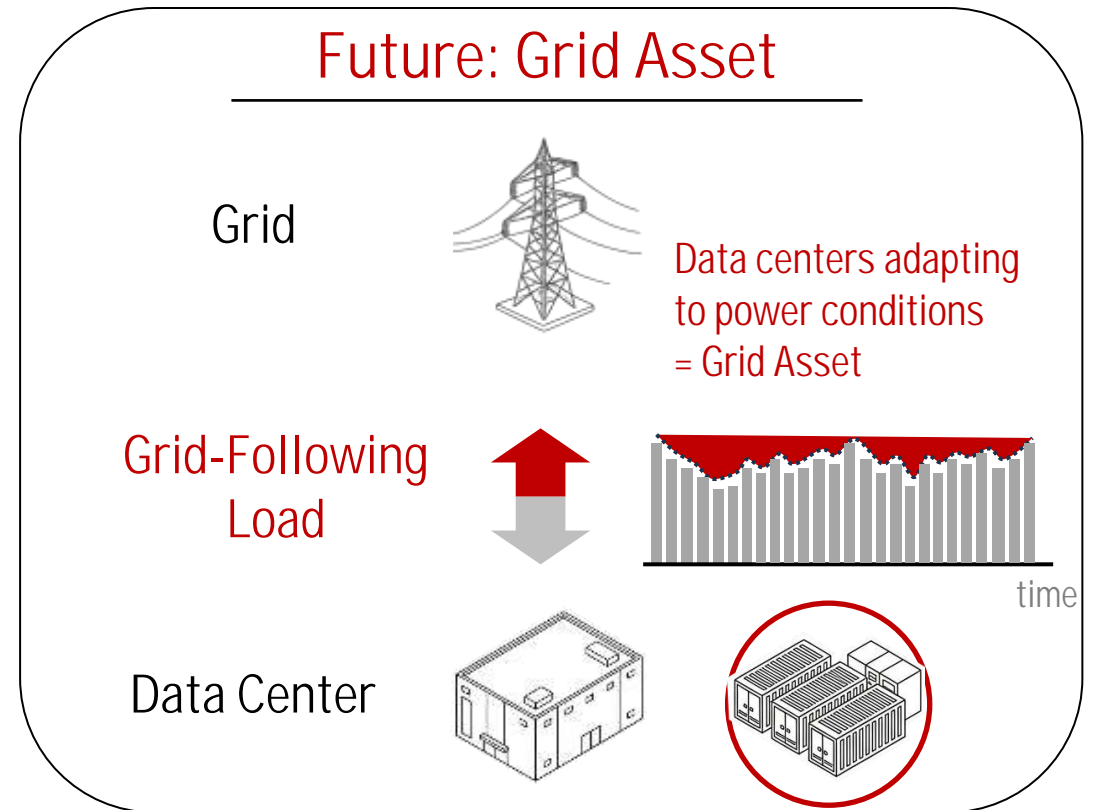 Future: Grid Asset
Grid
Data centers adapting
to power conditions
= Grid Asset
Grid-Following
Load
time
Data Center